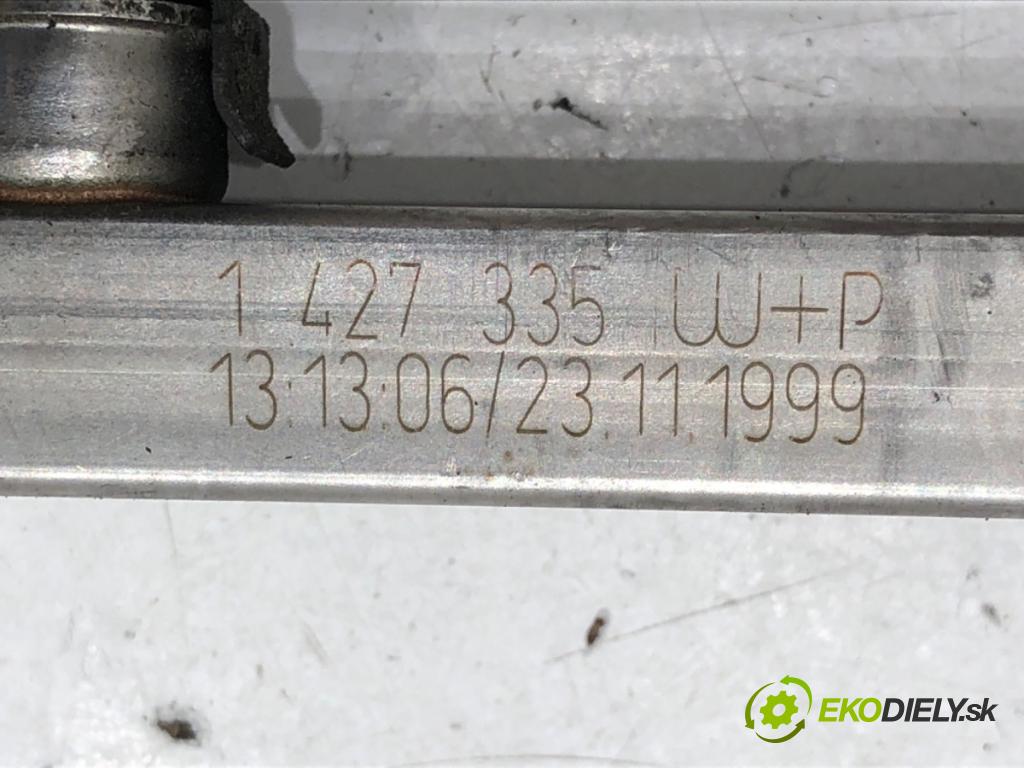 1 427 335 W+P
13:13:06/23.11.1999
EKODIELY.sk